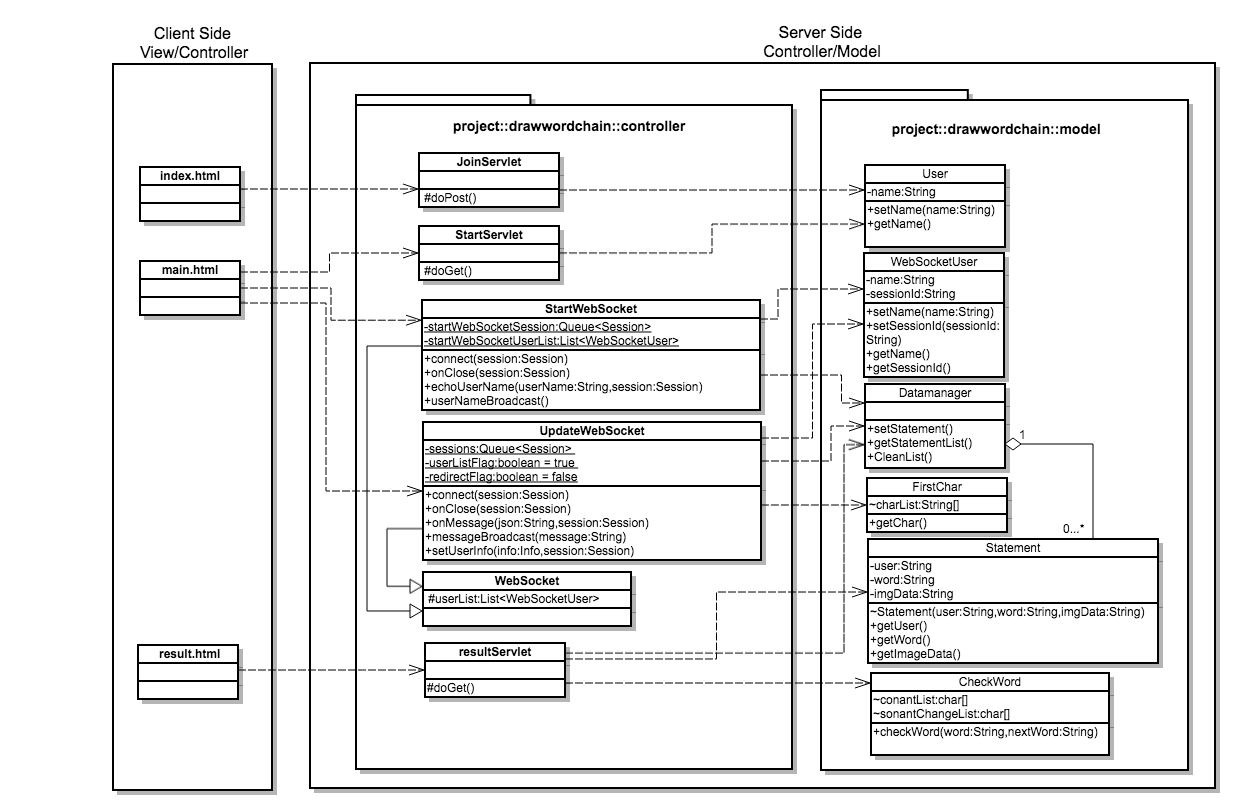 Client Side
View/Controller
Server Side
Controller/Model
index.html
main.html
result.html
project::drawwordchain::controller
JoinServlet
#doPost()
StartServlet
#doGet()
StartWebSocket
-startWebSocketSession:Queue<Session>
-startWebSocketUserList:List<WebSocketUser>
+connect(session:Session)
+onClose(session:Session)
+echoUserName(userName:String,session:Session)
+userNameBroadcast()
UpdateWebSocket
-sessions:Queue<Session>
-userListFlag:boolean = true
-redirectFlag:boolean = false
+connect(session:Session)
+onClose(session:Session)
+onMessage(json:String,session:Session)
+messageBroadcast(message:String)
+setUserInfo(info:Info,session:Session)
WebSocket
#userList:List<WebSocketUser>
resultServlet
#doGet()
project::drawwordchain::model
User
-name:String
+setName(name:String)
+getName()
WebSocketUser
-name:String
-sessionId:String
+setName(name:String)
+setSessionId(sessionId:
String)
+getName()
+getSessionId()
Datamanager
+setStatement()
+getStatementList()
+CleanList()
1
FirstChar
~charList:String[]
+getChar()
0...*
Statement
-user:String
-word:String
-imgData:String
~Statement(user:String,word:String,imgData:String)
+getUser()
+getWord()
+getImageData()
CheckWord
~conantList:char[]
~sonantChangeList:char[]
+checkWord(word:String,nextWord:String)